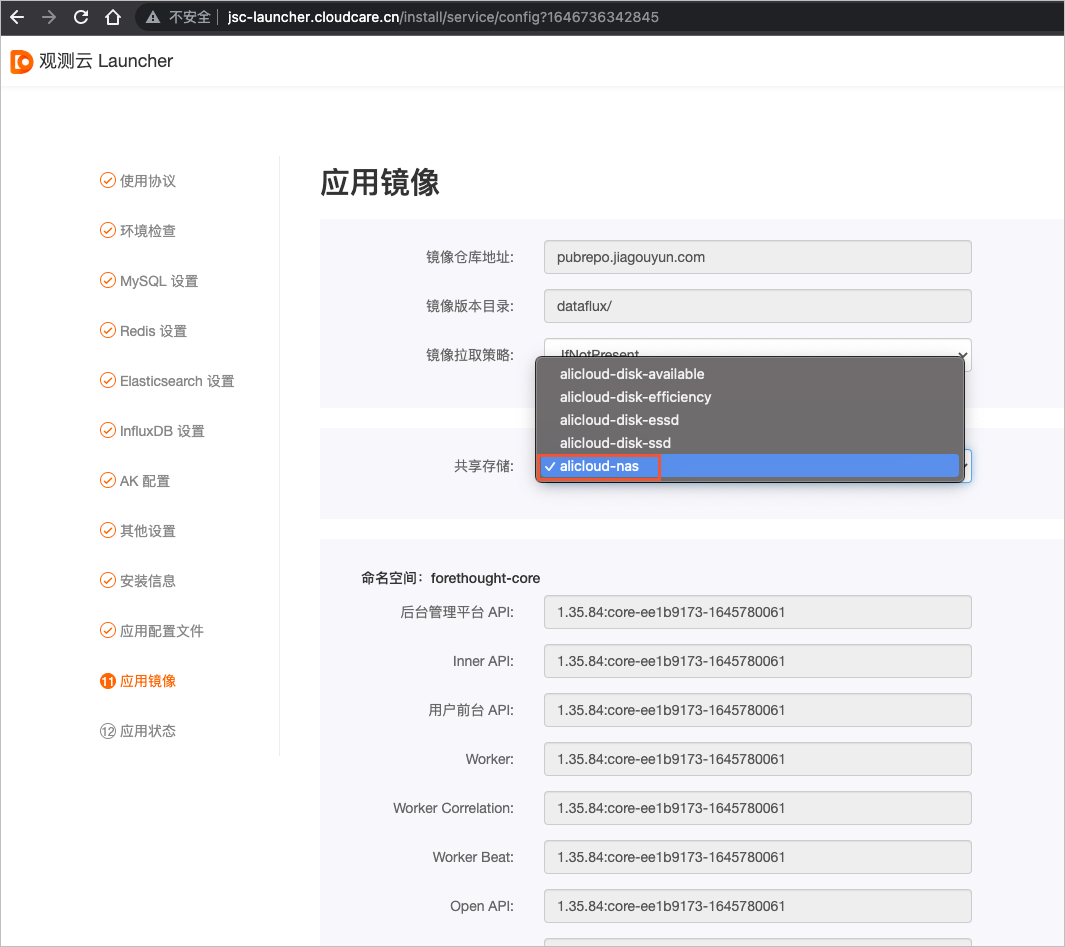 不安全 jsc-launcher.cloudcare.cn/install/service/config?1646736342845
观测云 Launcher
使用协议
环境检查
MySQL 设置
Redis 设置
Elasticsearch 设置
InfluxDB 设置
AK 配置
其他设置
安装信息
应用配置文件
11 应用镜像
12 应用状态
应用镜像
镜像仓库地址: pubrepo.jiagouyun.com
镜像版本目录: dataflux/
镜像拉取策略: IfNotPresent
alicloud-disk-available
alicloud-disk-efficiency
alicloud-disk-essd
alicloud-disk-ssd
共享存储: alicloud-nas
命名空间：forethought-core
后台管理平台 API: 1.35.84:core-ee1b9173-1645780061
Inner API: 1.35.84:core-ee1b9173-1645780061
用户前台 API: 1.35.84:core-ee1b9173-1645780061
Worker: 1.35.84:core-ee1b9173-1645780061
Worker Correlation: 1.35.84:core-ee1b9173-1645780061
Worker Beat: 1.35.84:core-ee1b9173-1645780061
Open API: 1.35.84:core-ee1b9173-1645780061